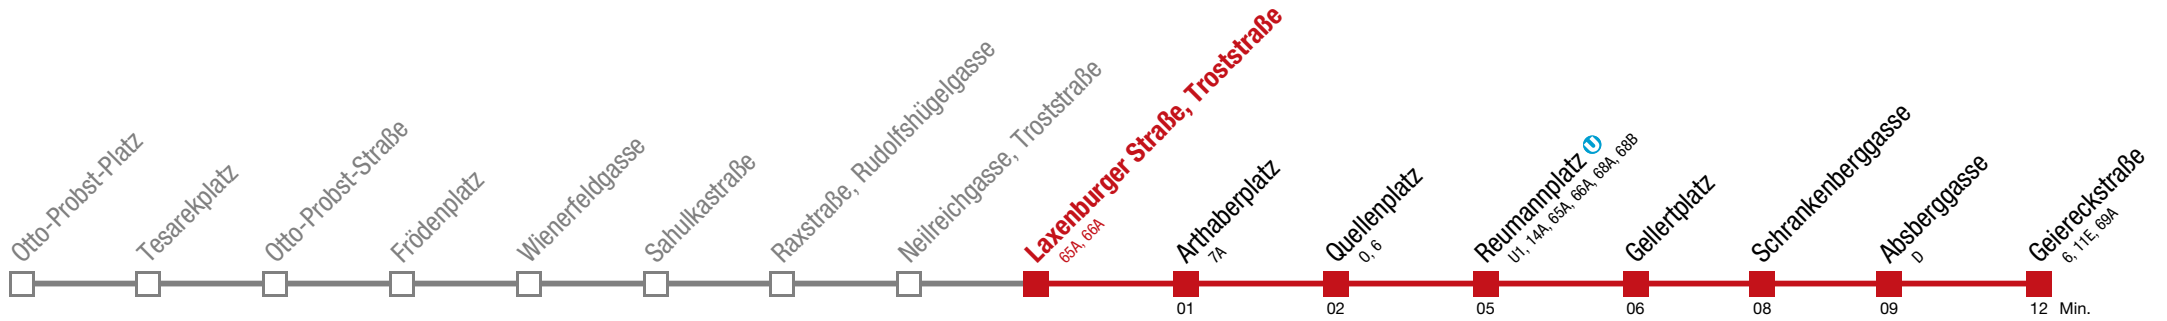 Otto-Probst-Platz
Tesarekplatz
Otto-Probst-Straße
Frödenplatz
Wienerfeldgasse
Sahulkastraße
Raxstraße, Rudolfshügelgasse
Neilreichgasse, Troststraße
Laxenburger Straße, Troststraße
65A, 66A
Arthaberplatz
7A
Quellenplatz
O, 6
Reumannplatz U
U1, 14A, 65A, 66A, 68A, 68B
Gellertplatz
Schrankenberggasse
Absberggasse
D
Geiereckstraße
6, 11E, 69A
01 02 05 06 08 09 12 Min.